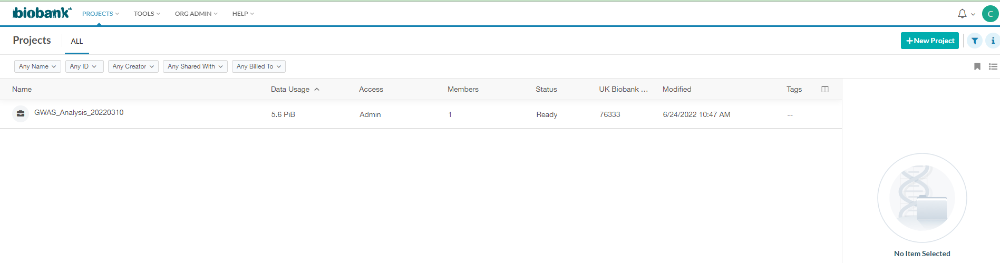 biobank uk PROJECTS TOOLS ORG ADMIN HELP C
Projects ALL +New Project i
Any Name Any ID Any Creator Any Shared With Any Billed To
Name Data Usage Access Members Status UK Biobank ... Modified Tags
GWAS_Analysis_20220310 5.6 PiB Admin 1 Ready 76333 6/24/2022 10:47 AM --
No Item Selected